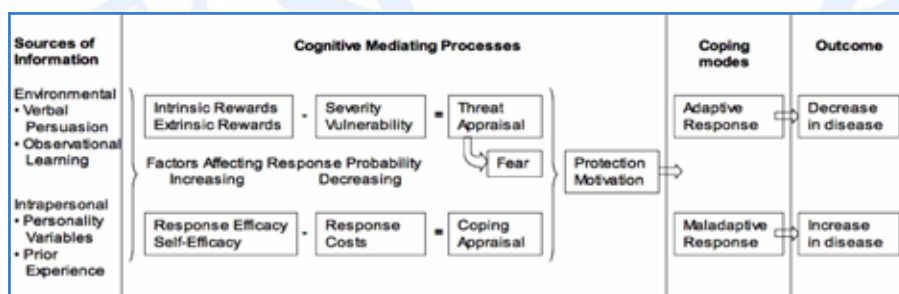 Sources of
Information
Environmental
• Verbal
Persuasion
• Observational
Learning
Intrapersonal
• Personality
Variables
• Prior
Experience
Cognitive Mediating Processes
Intrinsic Rewards
Extrinsic Rewards
-
Severity
Vulnerability
=
Threat
Appraisal
Fear
Factors Affecting Response Probability
Increasing
Decreasing
Response Efficacy
Self-Efficacy
-
Response
Costs
=
Coping
Appraisal
Protection
Motivation
Coping
modes
Adaptive
Response
Maladaptive
Response
Outcome
Decrease
in disease
Increase
in disease